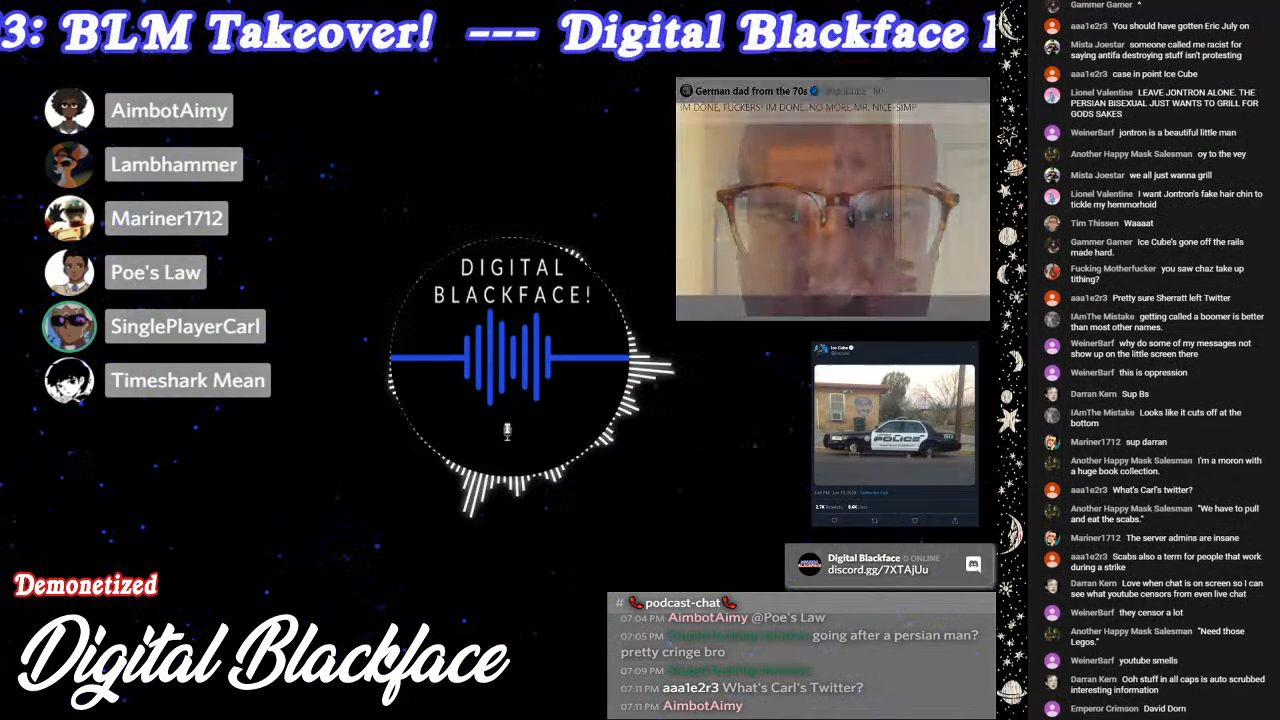 3: BLM Takeover! --- Digital Blackface
AimbotAimy
Lambhammer
Mariner1712
Poe's Law
SinglePlayerCarl
Timeshark Mean
DIGITAL
BLACKFACE!
German dad from the 70s
IM DONE, FUCKERS! IM DONE. NO MORE MR. NICE-SIMP
Ice Cube
POLICE
2.7K Retweets 8.6K Likes
Digital Blackface 0 ONLINE
discord.gg/7XTAjUu
# podcast-chat
07:04 PM AimbotAimy @Poe's Law
07:05 PM going after a persian man?
pretty cringe bro
07:09 PM
07:11 PM aaa1e2r3 What's Carl's Twitter?
07:11 PM AimbotAimy
Demonetized
Digital Blackface
Gammer Gamer ^
aaa1e2r3 You should have gotten Eric July on
Mista Joestar someone called me racist for
saying antifa destroying stuff isn't protesting
aaa1e2r3 case in point Ice Cube
Lionel Valentine LEAVE JONTRON ALONE. THE
PERSIAN BISEXUAL JUST WANTS TO GRILL FOR
GODS SAKES
WeinerBarf jontron is a beautiful little man
Another Happy Mask Salesman oy to the vey
Mista Joestar we all just wanna grill
Lionel Valentine I want Jontron's fake hair chin to
tickle my hemmorhoid
Tim Thissen Waaaat
Gammer Gamer Ice Cube's gone off the rails
made hard.
Fucking Motherfucker you saw chaz take up
tithing?
aaa1e2r3 Pretty sure Sherratt left Twitter
IAmThe Mistake getting called a boomer is better
than most other names.
WeinerBarf why do some of my messages not
show up on the little screen there
WeinerBarf this is oppression
Darran Kern Sup Bs
IAmThe Mistake Looks like it cuts off at the
bottom
Mariner1712 sup darran
Another Happy Mask Salesman I'm a moron with
a huge book collection.
aaa1e2r3 What's Carl's twitter?
Another Happy Mask Salesman "We have to pull
and eat the scabs."
Mariner1712 The server admins are insane
aaa1e2r3 Scabs also a term for people that work
during a strike
Darran Kern Love when chat is on screen so I can
see what youtube censors from even live chat
WeinerBarf they censor a lot
Another Happy Mask Salesman "Need those
Legos."
WeinerBarf youtube smells
Darran Kern Ooh stuff in all caps is auto scrubbed
interesting information
Emperor Crimson David Dorn